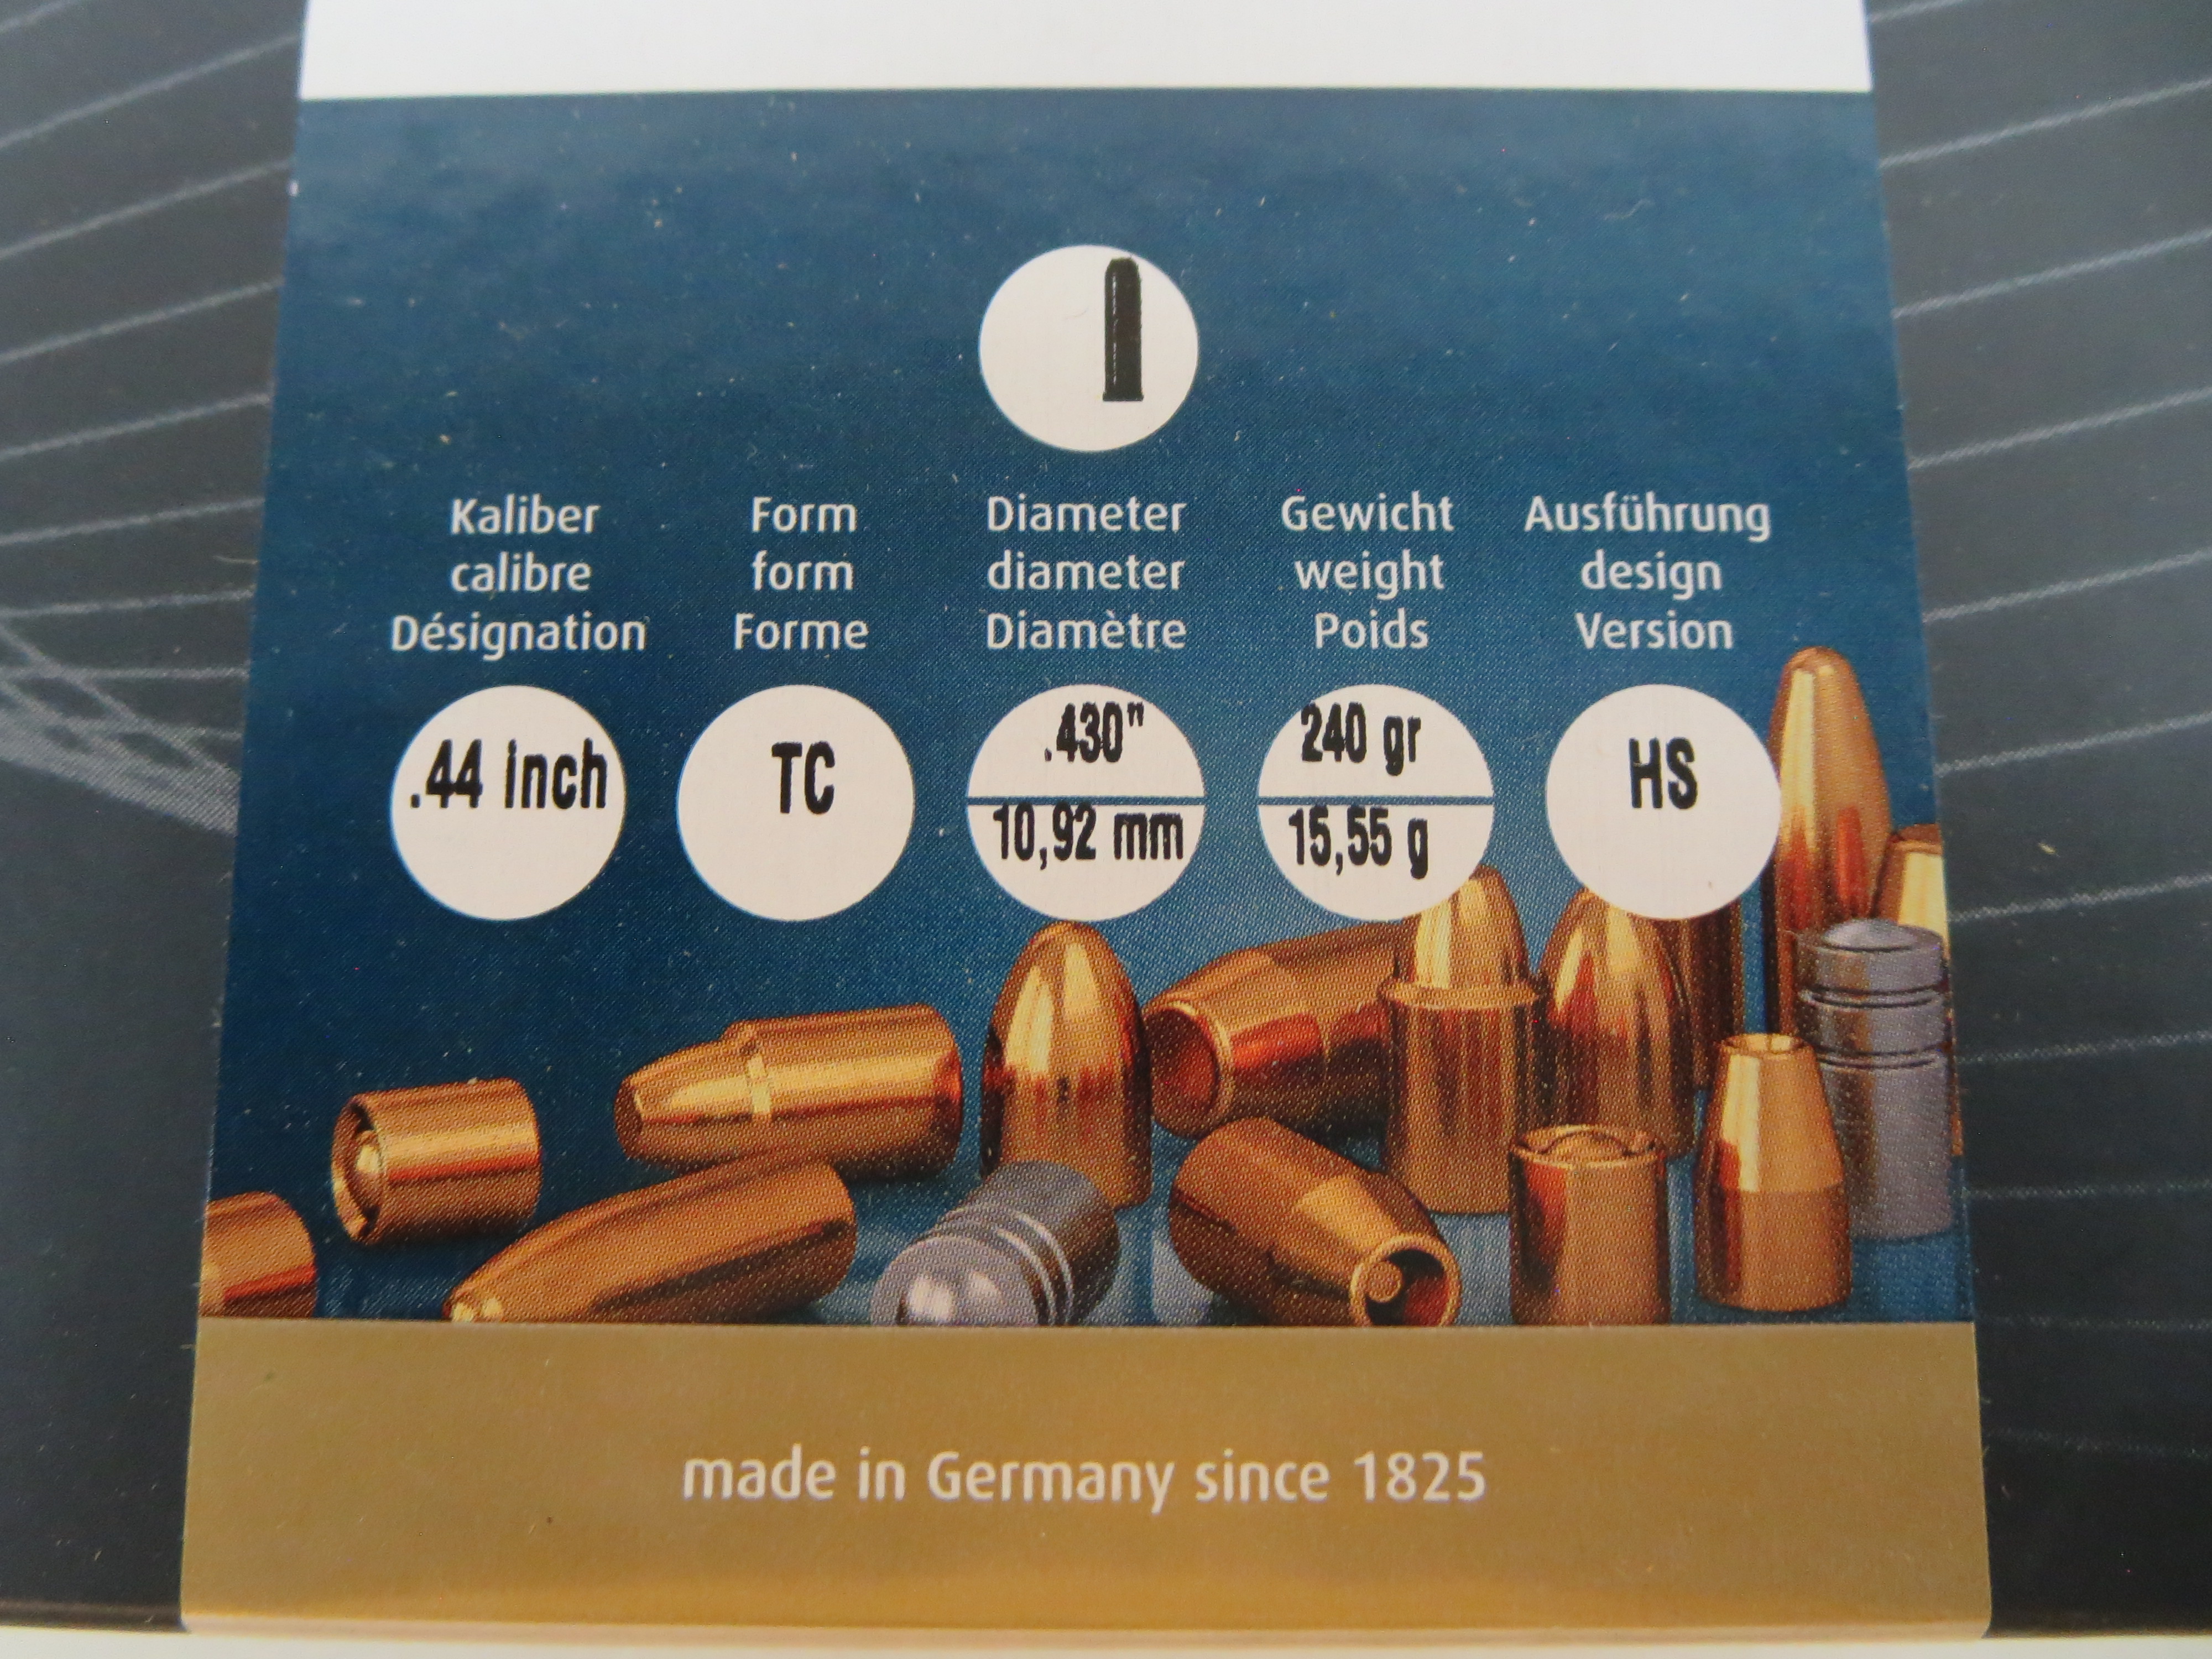 Kaliber
calibre
Désignation
.44 inch
Form
form
Forme
TC
Diameter
diameter
Diamètre
.430"
10,92 mm
Gewicht
weight
Poids
240 gr
15,55 g
Ausführung
design
Version
HS
made in Germany since 1825